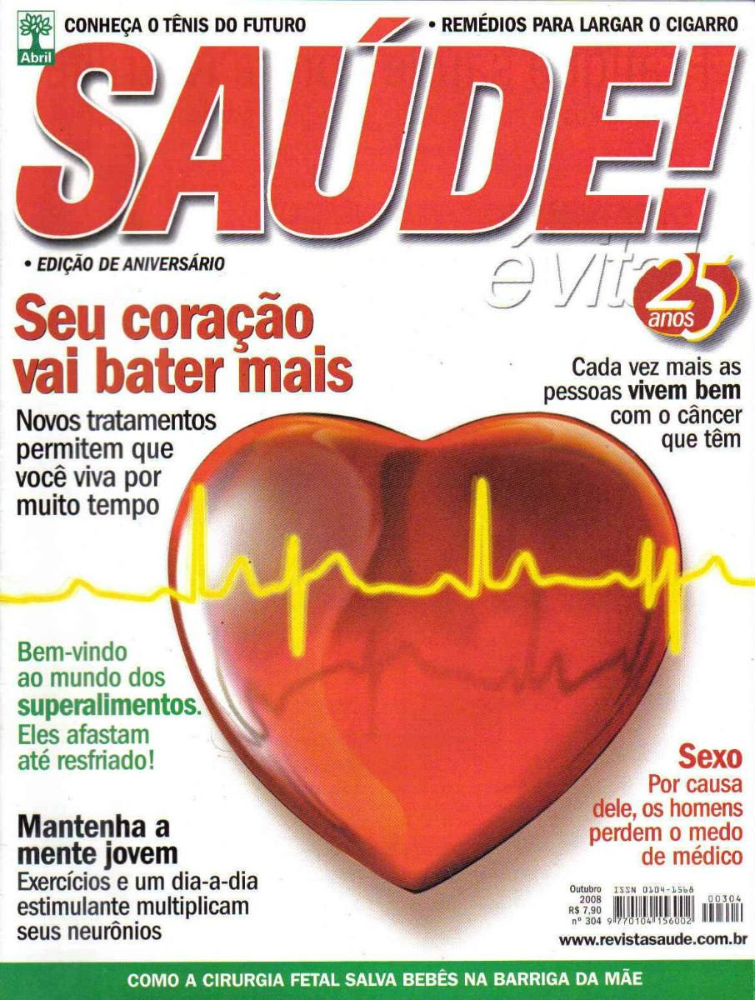 CONHEÇA O TÊNIS DO FUTURO
• REMÉDIOS PARA LARGAR O CIGARRO
Abril
SAÚDE!
é vital
• EDIÇÃO DE ANIVERSÁRIO
25
anos
Seu coração
vai bater mais
Novos tratamentos
permitem que
você viva por
muito tempo
Cada vez mais as
pessoas vivem bem
com o câncer
que têm
Bem-vindo
ao mundo dos
superalimentos.
Eles afastam
até resfriado!
Mantenha a
mente jovem
Exercícios e um dia-a-dia
estimulante multiplicam
seus neurônios
Sexo
Por causa
dele, os homens
perdem o medo
de médico
Outubro
2008
R$ 7,90
nº 304
ISSN 0104-1568
00304
9 770104 156002
www.revistasaude.com.br
COMO A CIRURGIA FETAL SALVA BEBÊS NA BARRIGA DA MÃE